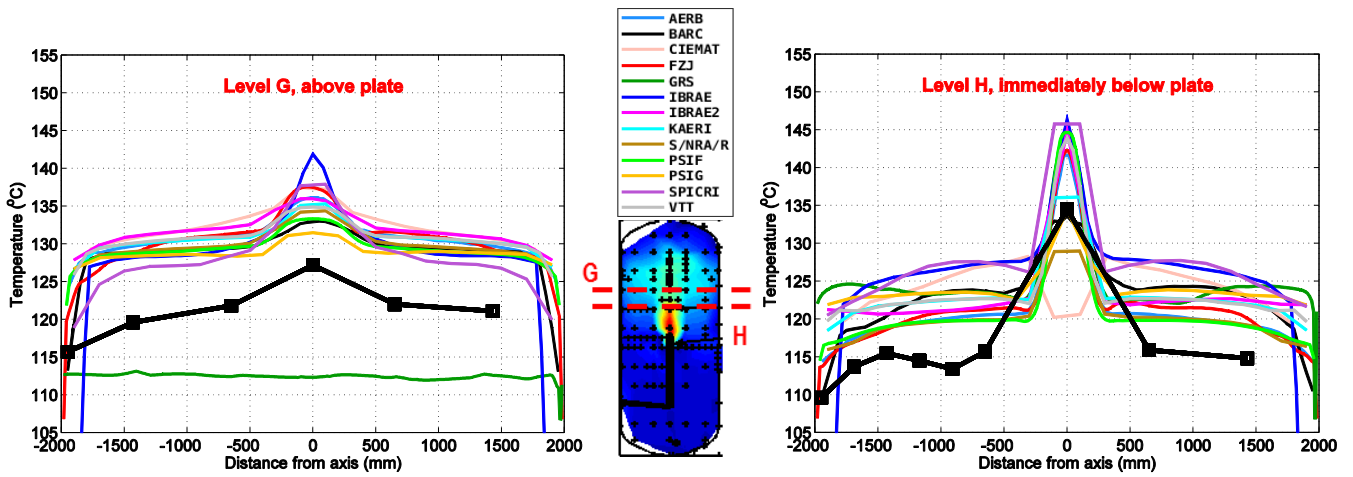 Level G, above plate
Temperature (⁰C)
155
150
145
140
135
130
125
120
115
110
105
-2000 -1500 -1000 -500 0 500 1000 1500 2000
Distance from axis (mm)
AERB
BARC
CIEMAT
FZJ
GRS
IBRAE
IBRAE2
KAERI
S/NRA/R
PSIF
PSIG
SPICRI
VTT
G
H
Level H, immediately below plate
Temperature (⁰C)
155
150
145
140
135
130
125
120
115
110
105
-2000 -1500 -1000 -500 0 500 1000 1500 2000
Distance from axis (mm)